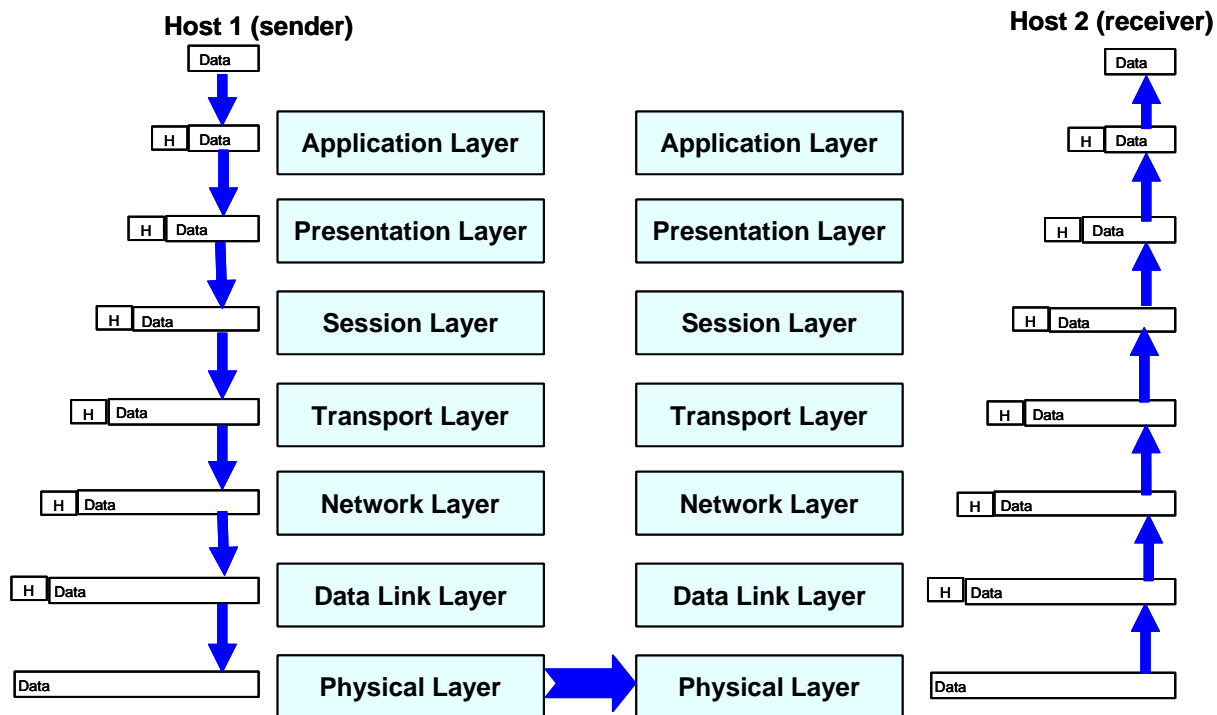 Host 1 (sender)
Host 2 (receiver)
Data
Data
H Data
Application Layer
Application Layer
H Data
H Data
Presentation Layer
Presentation Layer
H Data
H Data
Session Layer
Session Layer
H Data
H Data
Transport Layer
Transport Layer
H Data
H Data
Network Layer
Network Layer
H Data
H Data
Data Link Layer
Data Link Layer
H Data
Data
Physical Layer
Physical Layer
Data